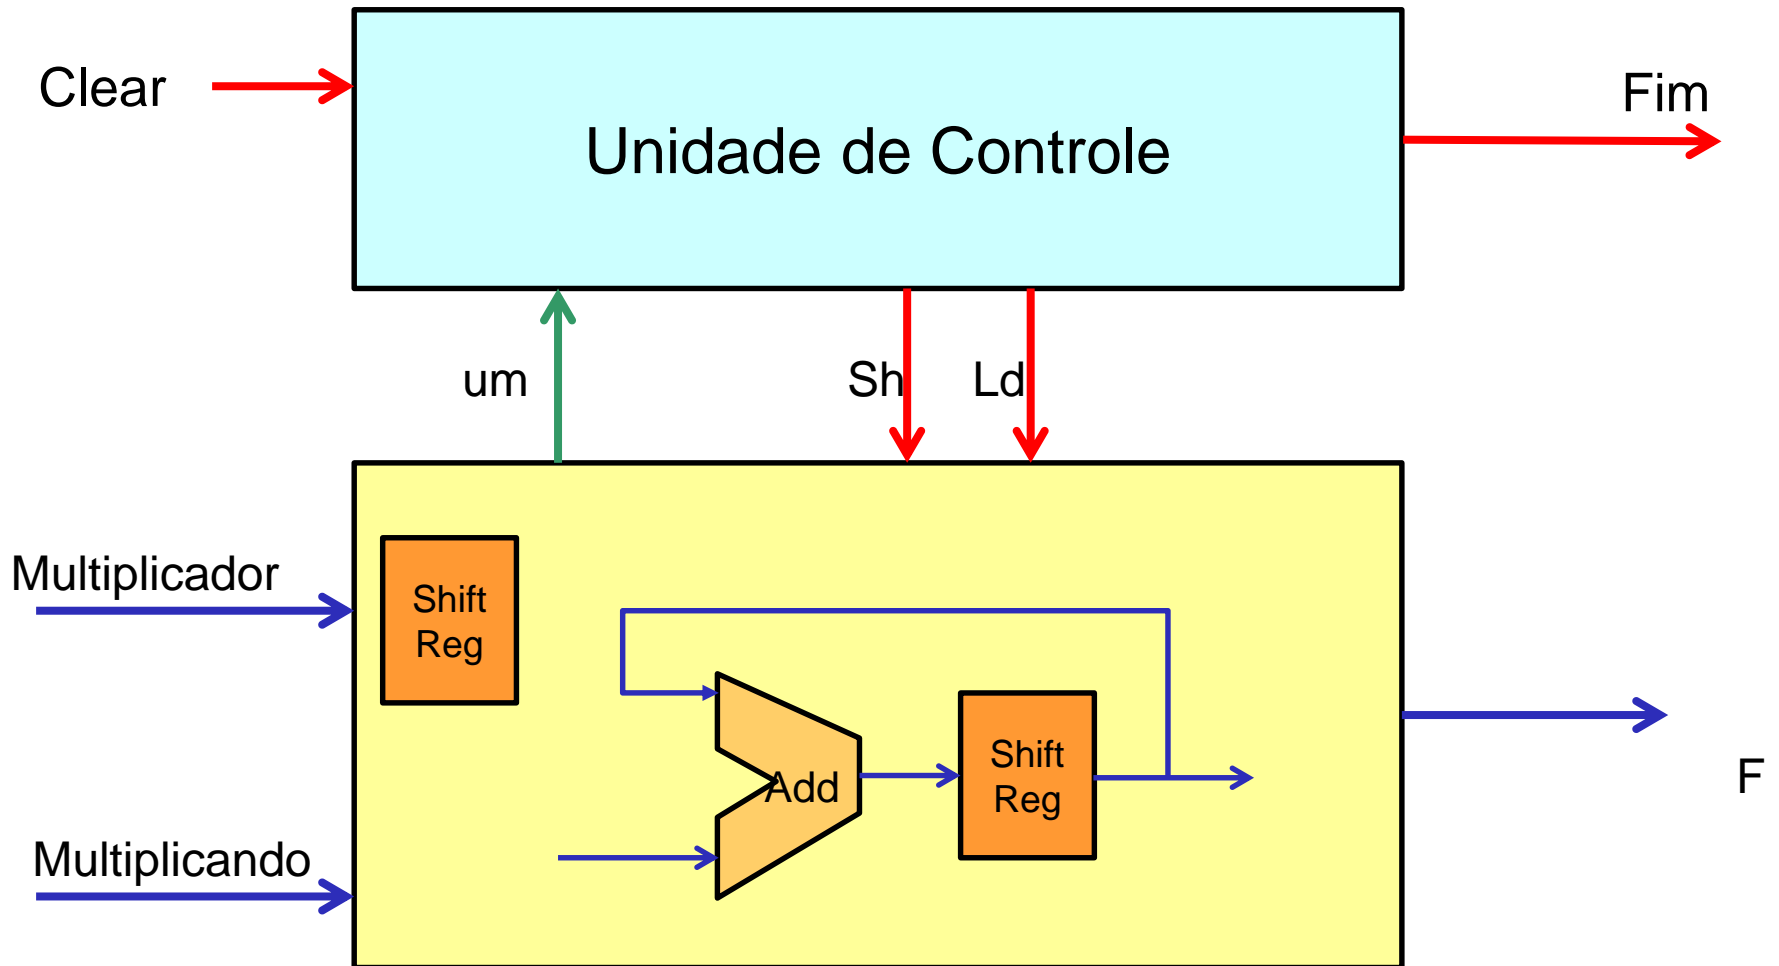 Clear
Fim
Unidade de Controle
um
Sh
Ld
Multiplicador
Shift
Reg
Shift
Reg
Add
F
Multiplicando